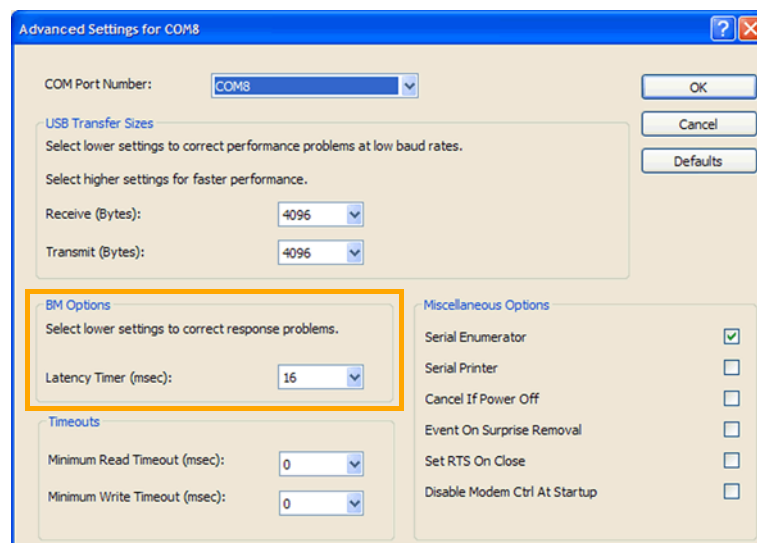 Advanced Settings for COM8
COM Port Number: COM8
OK
USB Transfer Sizes
Cancel
Select lower settings to correct performance problems at low baud rates.
Defaults
Select higher settings for faster performance.
Receive (Bytes): 4096
Transmit (Bytes): 4096
BM Options
Select lower settings to correct response problems.
Latency Timer (msec): 16
Timeouts
Minimum Read Timeout (msec): 0
Minimum Write Timeout (msec): 0
Miscellaneous Options
Serial Enumerator
Serial Printer
Cancel If Power Off
Event On Surprise Removal
Set RTS On Close
Disable Modem Ctrl At Startup